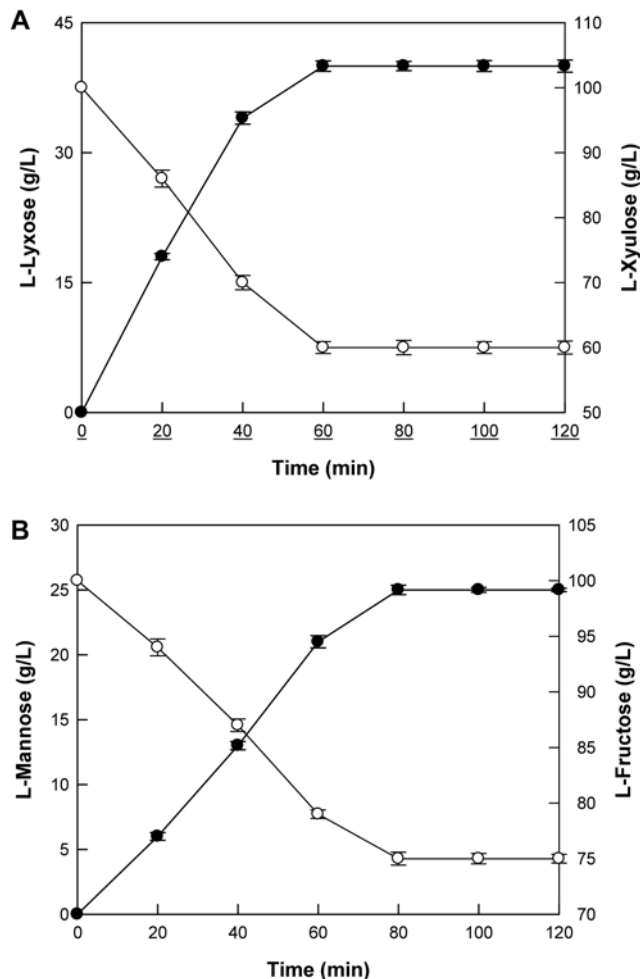 A
45
30
15
0
L-Lyxose (g/L)
110
100
90
80
70
60
50
L-Xyulose (g/L)
0 20 40 60 80 100 120
Time (min)
B
30
25
20
15
10
5
0
L-Mannose (g/L)
105
100
95
90
85
80
75
70
L-Fructose (g/L)
0 20 40 60 80 100 120
Time (min)